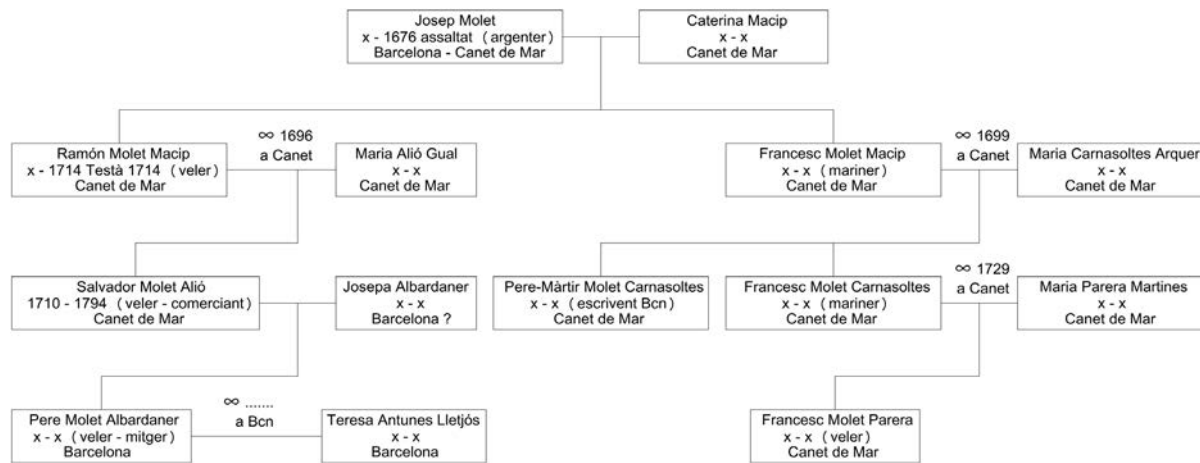 Josep Molet
x - 1676 assaltat (argenter)
Barcelona - Canet de Mar
Caterina Macip
x - x
Canet de Mar
Ramón Molet Macip
x - 1714 Testà 1714 (veler)
Canet de Mar
∞ 1696
a Canet
Maria Alió Gual
x - x
Canet de Mar
Francesc Molet Macip
x - x (mariner)
Canet de Mar
∞ 1699
a Canet
Maria Carnasoltes Arquer
x - x
Canet de Mar
Salvador Molet Alió
1710 - 1794 (veler - comerciant)
Canet de Mar
Josepa Albardaner
x - x
Barcelona ?
Pere-Màrtir Molet Carnasoltes
x - x (escrivent Bcn)
Canet de Mar
Francesc Molet Carnasoltes
x - x (mariner)
Canet de Mar
∞ 1729
a Canet
Maria Parera Martines
x - x
Canet de Mar
Pere Molet Albardaner
x - x (veler - mitger)
Barcelona
∞ .......
a Bcn
Teresa Antunes Lletjós
x - x
Barcelona
Francesc Molet Parera
x - x (veler)
Canet de Mar